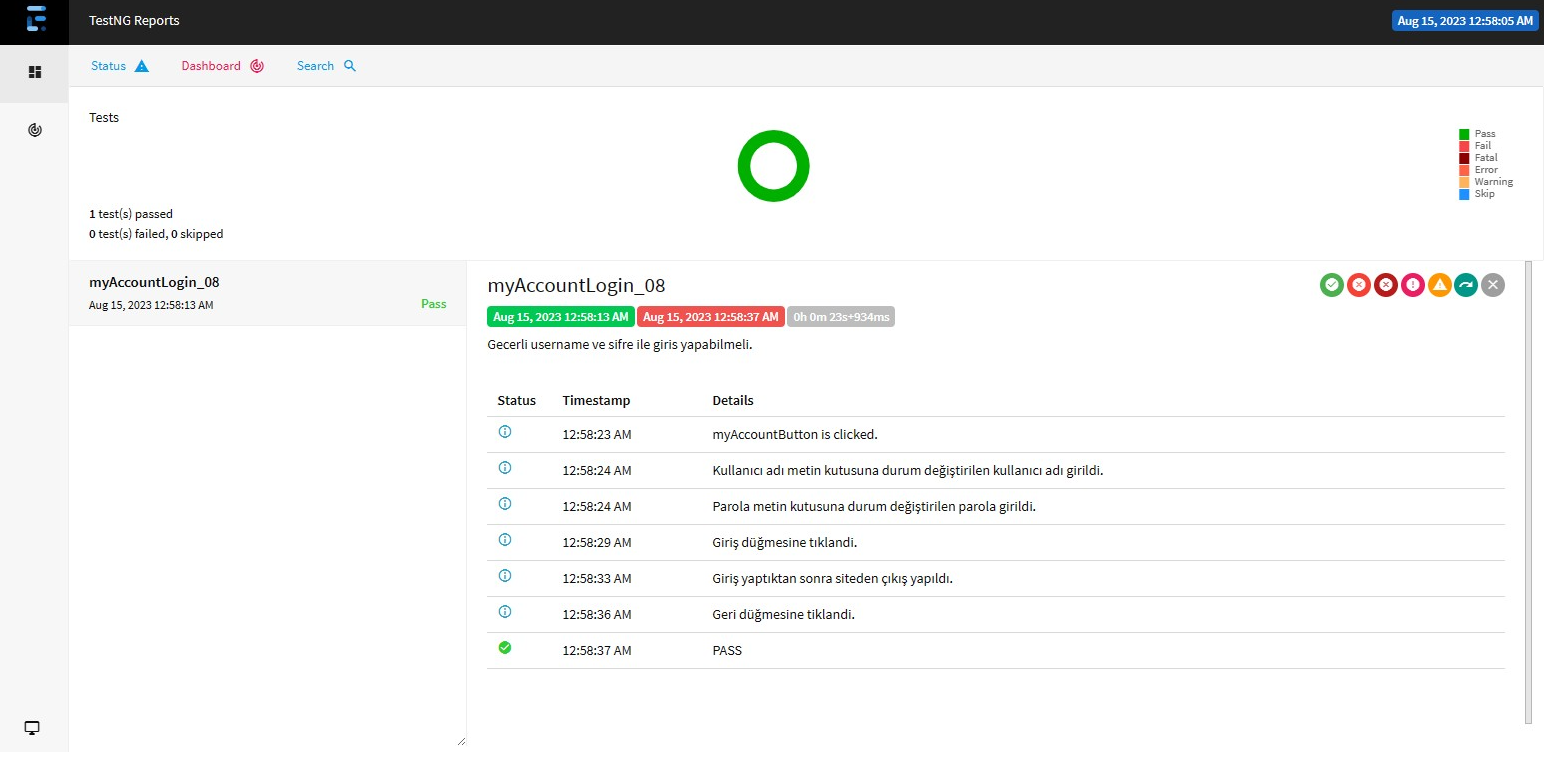 TestNG Reports
Aug 15, 2023 12:58:05 AM
Status
Dashboard
Search
Tests
Pass
Fail
Fatal
Error
Warning
Skip
1 test(s) passed
0 test(s) failed, 0 skipped
myAccountLogin_08
Aug 15, 2023 12:58:13 AM
Pass
myAccountLogin_08
Aug 15, 2023 12:58:13 AM Aug 15, 2023 12:58:37 AM 0h 0m 23s+934ms
Gecerli username ve sifre ile giris yapabilmeli.
Status Timestamp Details
12:58:23 AM myAccountButton is clicked.
12:58:24 AM Kullanıcı adı metin kutusuna durum değiştirilen kullanıcı adı girildi.
12:58:24 AM Parola metin kutusuna durum değiştirilen parola girildi.
12:58:29 AM Giriş düğmesine tıklandi.
12:58:33 AM Giriş yaptıktan sonra siteden çıkış yapıldı.
12:58:36 AM Geri düğmesine tiklandi.
12:58:37 AM PASS